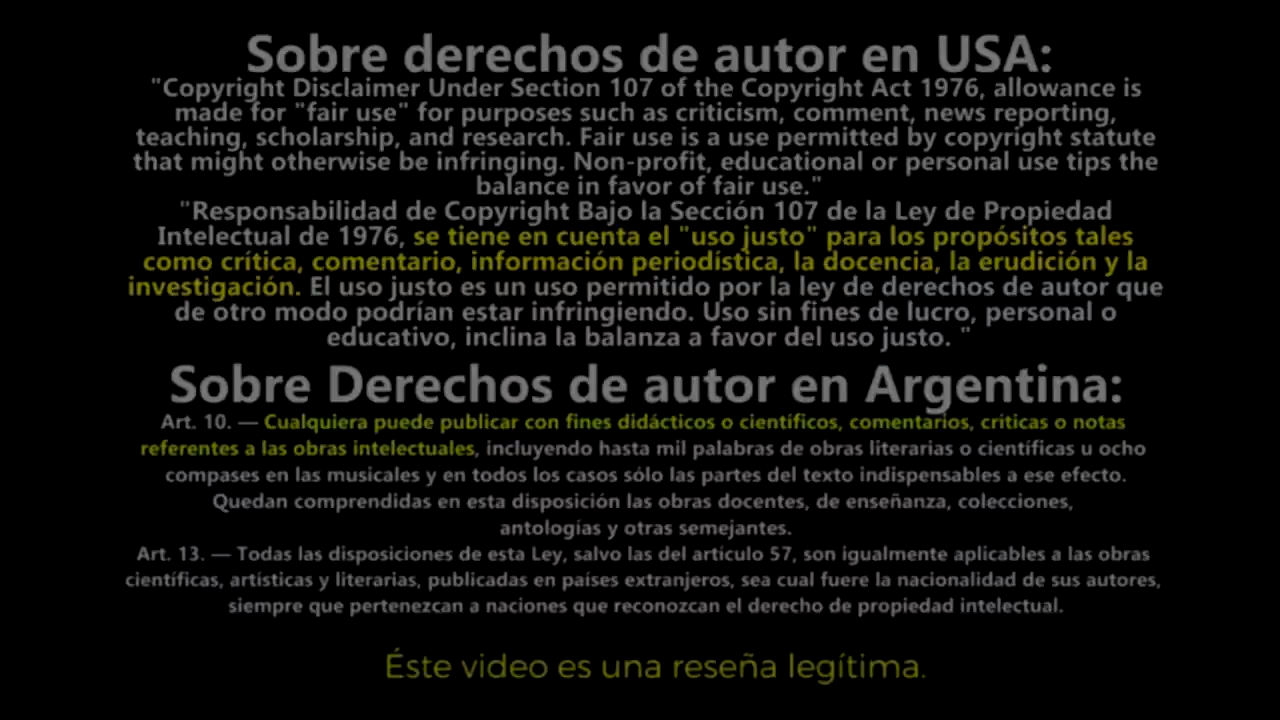 Sobre derechos de autor en USA:
"Copyright Disclaimer Under Section 107 of the Copyright Act 1976, allowance is
made for "fair use" for purposes such as criticism, comment, news reporting,
teaching, scholarship, and research. Fair use is a use permitted by copyright statute
that might otherwise be infringing. Non-profit, educational or personal use tips the
balance in favor of fair use."
"Responsabilidad de Copyright Bajo la Sección 107 de la Ley de Propiedad
Intelectual de 1976, se tiene en cuenta el "uso justo" para los propósitos tales
como crítica, comentario, información periodística, la docencia, la erudición y la
investigación. El uso justo es un uso permitido por la ley de derechos de autor que
de otro modo podrían estar infringiendo. Uso sin fines de lucro, personal o
educativo, inclina la balanza a favor del uso justo. "
Sobre Derechos de autor en Argentina:
Art. 10. — Cualquiera puede publicar con fines didácticos o científicos, comentarios, críticas o notas
referentes a las obras intelectuales, incluyendo hasta mil palabras de obras literarias o científicas u ocho
compases en las musicales y en todos los casos sólo las partes del texto indispensables a ese efecto.
Quedan comprendidas en esta disposición las obras docentes, de enseñanza, colecciones,
antologías y otras semejantes.
Art. 13. — Todas las disposiciones de esta Ley, salvo las del artículo 57, son igualmente aplicables a las obras
científicas, artísticas y literarias, publicadas en países extranjeros, sea cual fuere la nacionalidad de sus autores,
siempre que pertenezcan a naciones que reconozcan el derecho de propiedad intelectual.
Éste video es una reseña legítima.